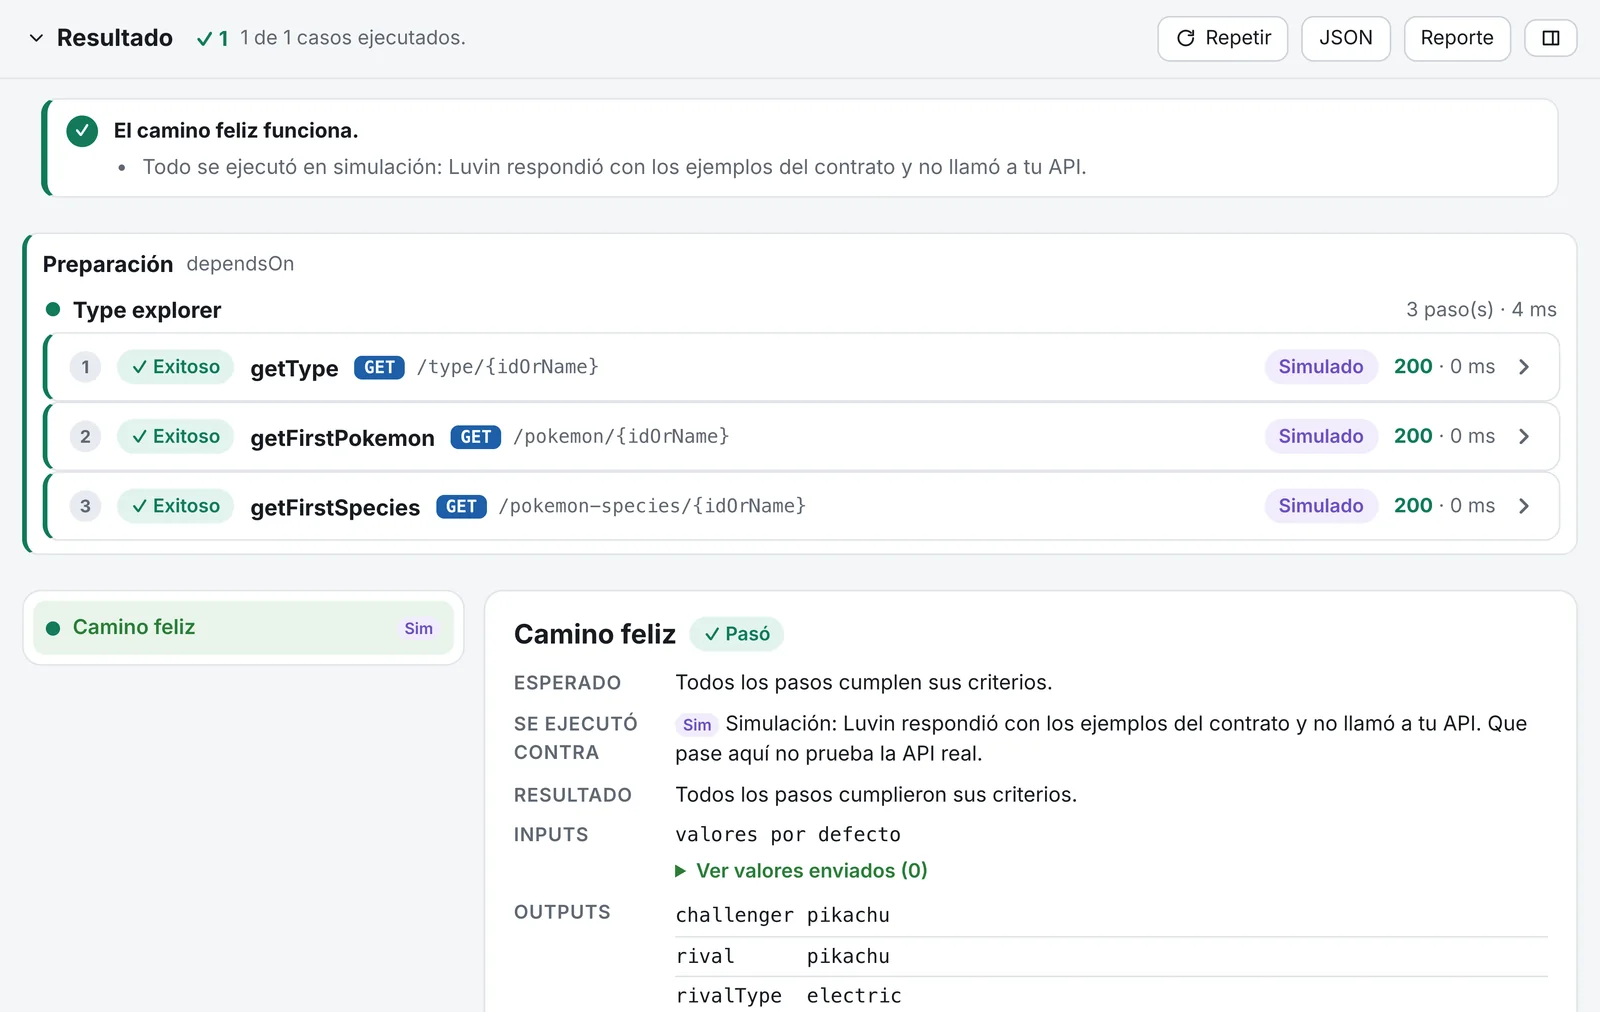 Resultado ✓ 1 1 de 1 casos ejecutados. Repetir JSON Reporte
El camino feliz funciona.
• Todo se ejecutó en simulación: Luvin respondió con los ejemplos del contrato y no llamó a tu API.
Preparación dependsOn
Type explorer 3 paso(s) · 4 ms
1 ✓ Exitoso getType GET /type/{idOrName} Simulado 200 · 0 ms
2 ✓ Exitoso getFirstPokemon GET /pokemon/{idOrName} Simulado 200 · 0 ms
3 ✓ Exitoso getFirstSpecies GET /pokemon-species/{idOrName} Simulado 200 · 0 ms
Camino feliz Sim
Camino feliz ✓ Pasó
ESPERADO Todos los pasos cumplen sus criterios.
SE EJECUTÓ CONTRA Sim Simulación: Luvin respondió con los ejemplos del contrato y no llamó a tu API. Que
pase aquí no prueba la API real.
RESULTADO Todos los pasos cumplieron sus criterios.
INPUTS valores por defecto
▶ Ver valores enviados (0)
OUTPUTS challenger pikachu
rival pikachu
rivalType electric